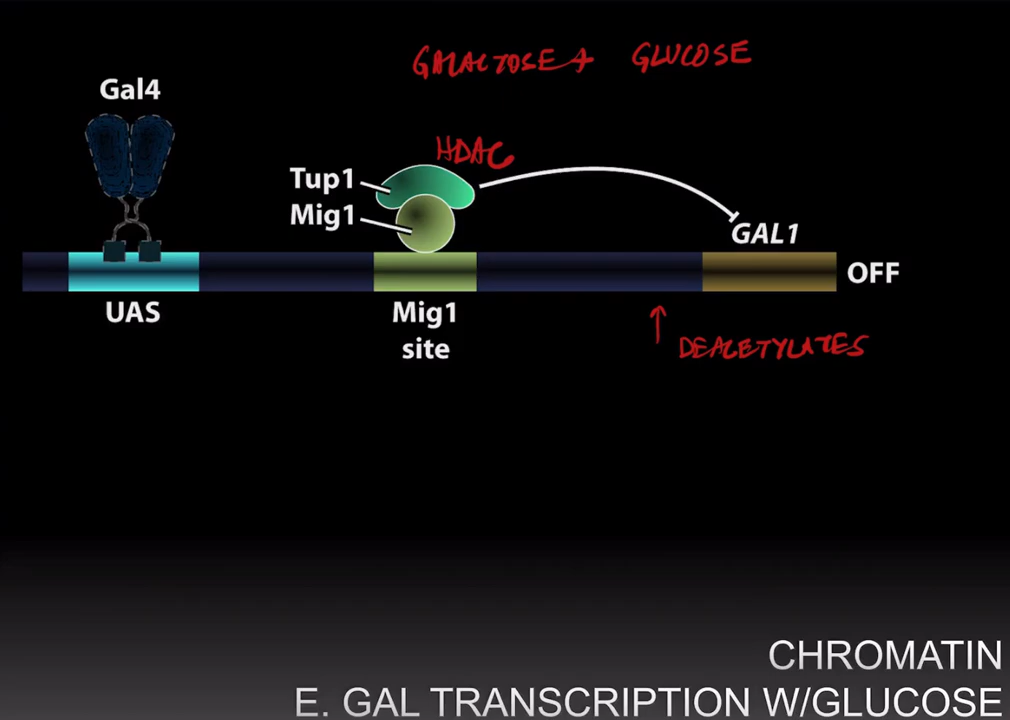 GALACTOSE + GLUCOSE
Gal4
HDAC
Tup1
Mig1
GAL1
OFF
UAS
Mig1
site
↑ DEACETYLATES
CHROMATIN
E. GAL TRANSCRIPTION W/GLUCOSE